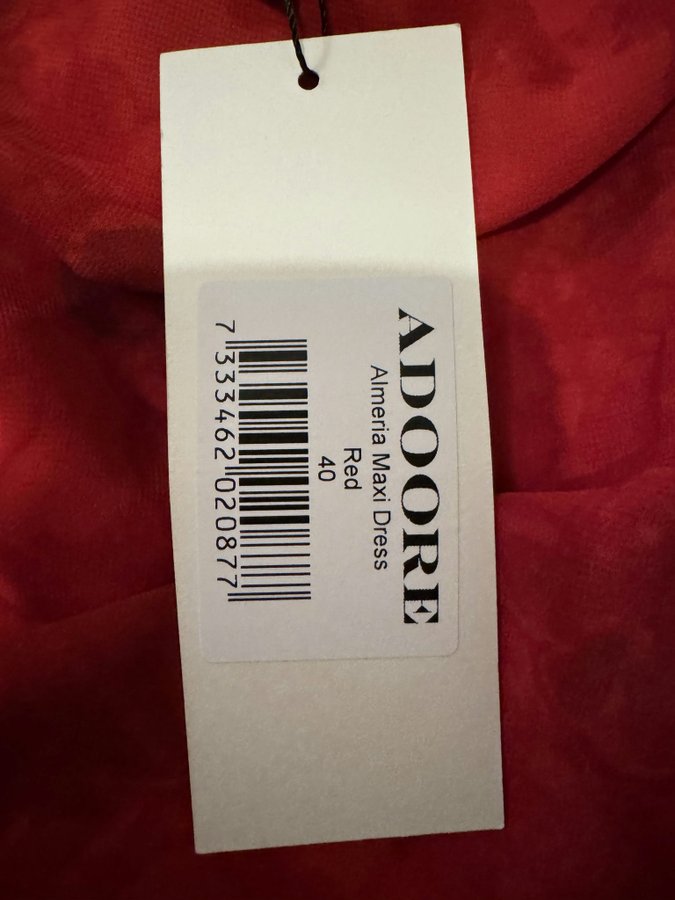 ADOORE
Almeria Maxi Dress
Red
40
7 333462 020877